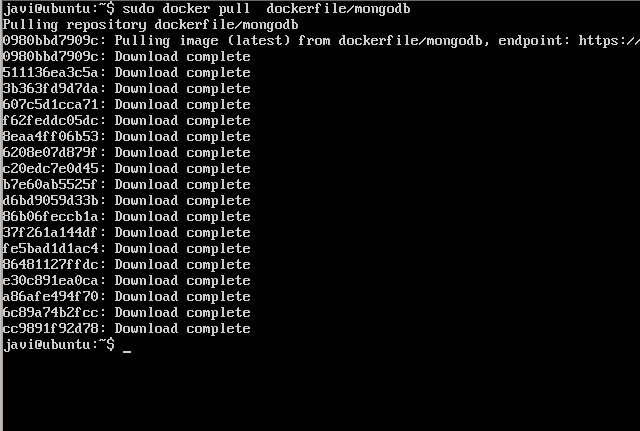 javi@ubuntu:~$ sudo docker pull  dockerfile/mongodb
Pulling repository dockerfile/mongodb
0980bbd7909c: Pulling image (latest) from dockerfile/mongodb, endpoint: https://
0980bbd7909c: Download complete
511136ea3c5a: Download complete
3b363fd9d7da: Download complete
607c5d1cca71: Download complete
f62feddc05dc: Download complete
8eaa4ff06b53: Download complete
6208e07d879f: Download complete
c20edc7e0d45: Download complete
b7e60ab5525f: Download complete
d6bd9059d33b: Download complete
86b06feccb1a: Download complete
37f261a144df: Download complete
fe5bad1d1ac4: Download complete
86481127ffdc: Download complete
e30c891ea0ca: Download complete
a86afe494f70: Download complete
6c89a74b2fcc: Download complete
cc9891f92d78: Download complete
javi@ubuntu:~$ _